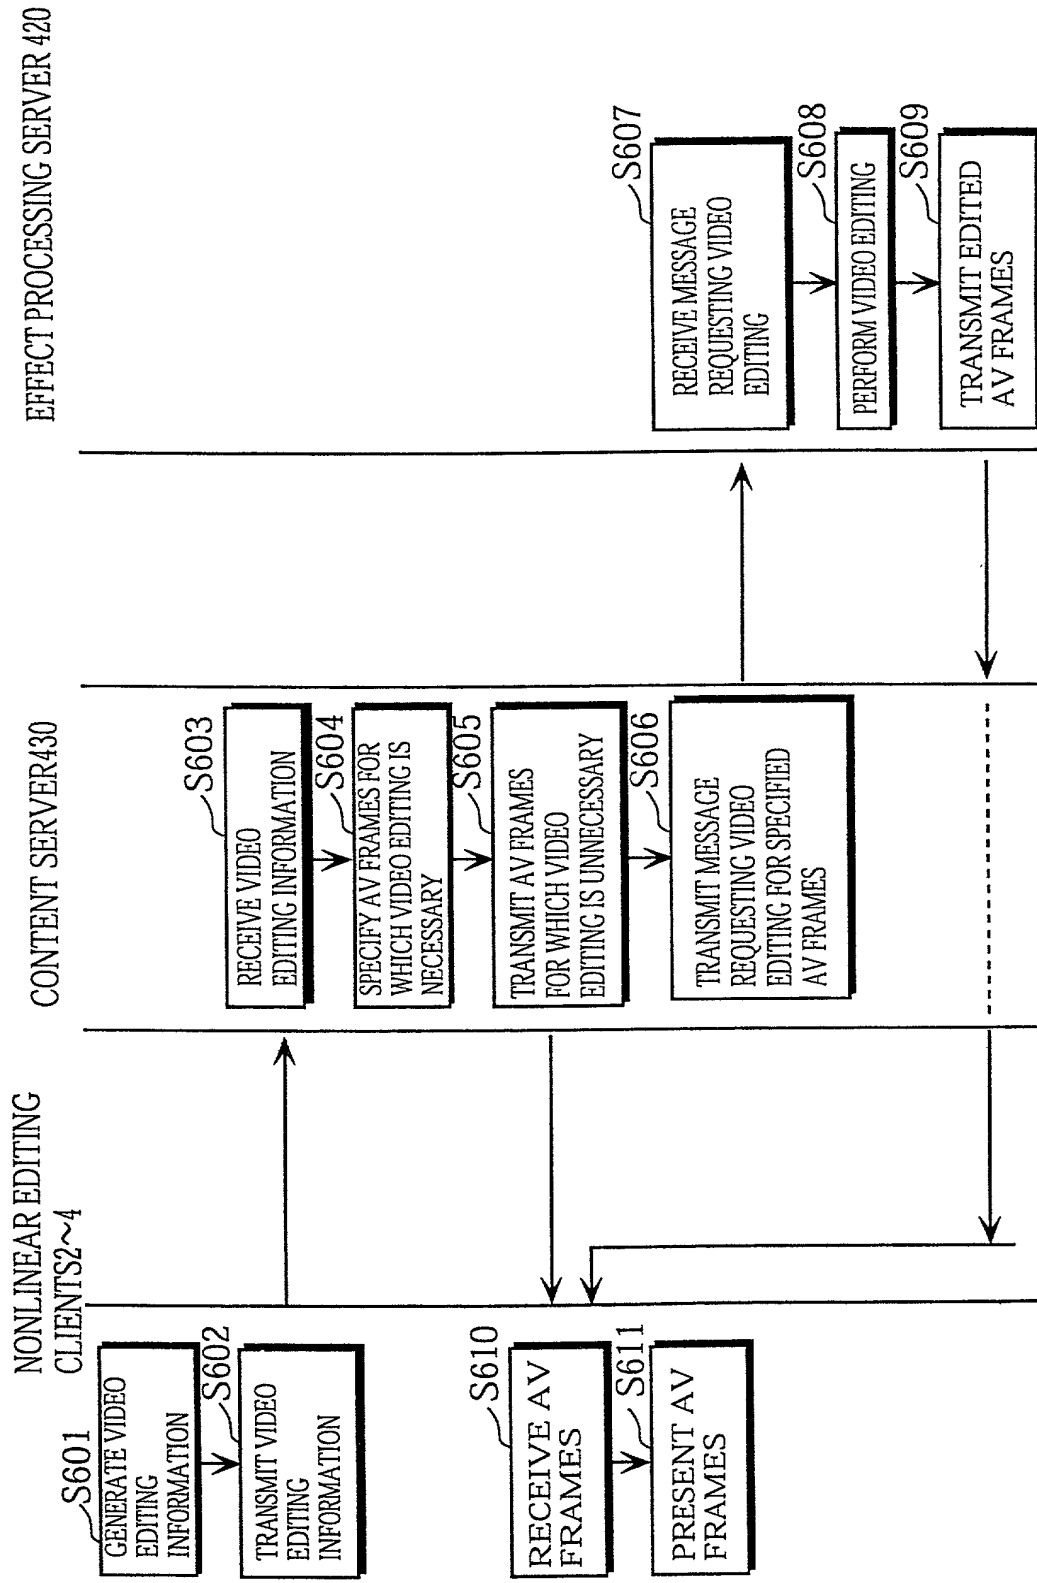 NONLINEAR EDITING
CLIENTS2~4
S601
GENERATE VIDEO
EDITING
INFORMATION
S602
TRANSMIT VIDEO
EDITING
INFORMATION
S610
RECEIVE AV
FRAMES
S611
PRESENT AV
FRAMES
CONTENT SERVER430
S603
RECEIVE VIDEO
EDITING INFORMATION
S604
SPECIFY AV FRAMES FOR
WHICH VIDEO EDITING IS
NECESSARY
S605
TRANSMIT AV FRAMES
FOR WHICH VIDEO
EDITING IS UNNECESSARY
S606
TRANSMIT MESSAGE
REQUESTING VIDEO
EDITING FOR SPECIFIED
AV FRAMES
EFFECT PROCESSING SERVER 420
S607
RECEIVE MESSAGE
REQUESTING VIDEO
EDITING
S608
PERFORM VIDEO EDITING
S609
TRANSMIT EDITED
AV FRAMES